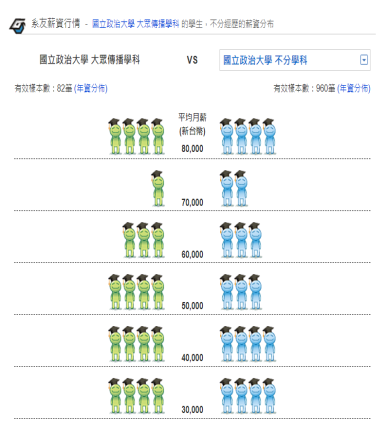 系友薪資行情 - 國立政治大學 大眾傳播學科 的學生，不分經歷的薪資分布
國立政治大學 大眾傳播學科 VS 國立政治大學 不分學科
有效樣本數：82筆 (年資分佈) 有效樣本數：960筆 (年資分佈)
平均月薪
(新台幣)
80,000
70,000
60,000
50,000
40,000
30,000